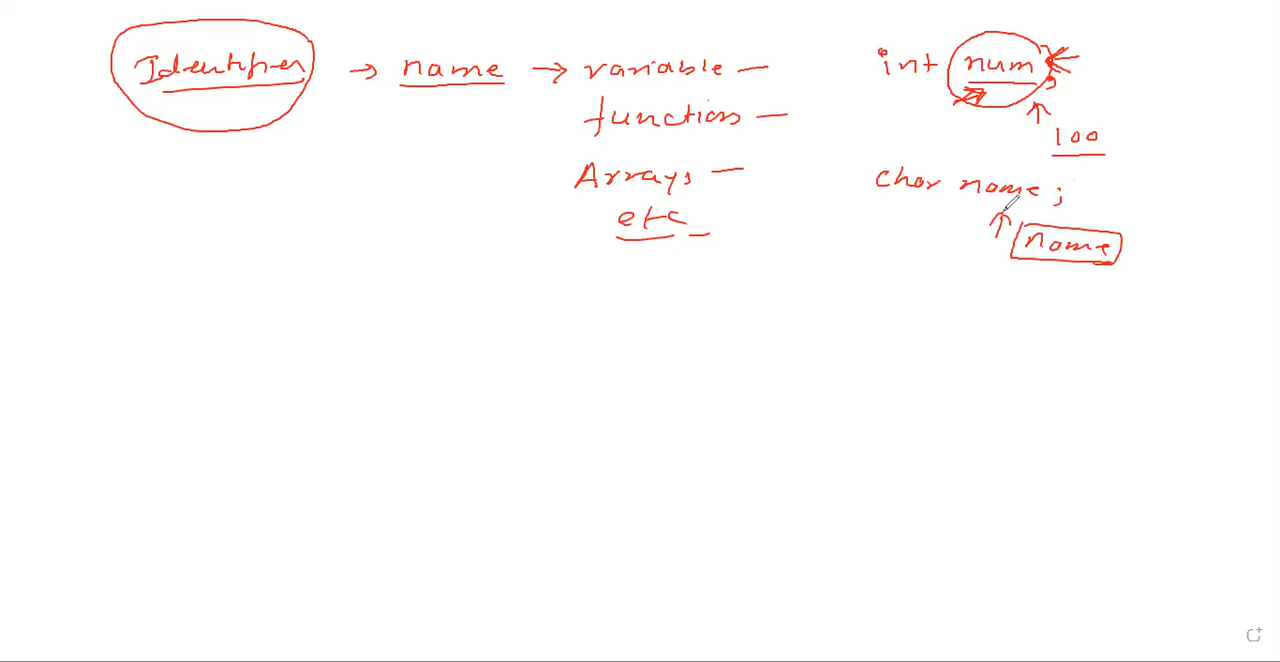 Identifier → name → variable — int num;
function —
100
Arrays — char name;
etc
name